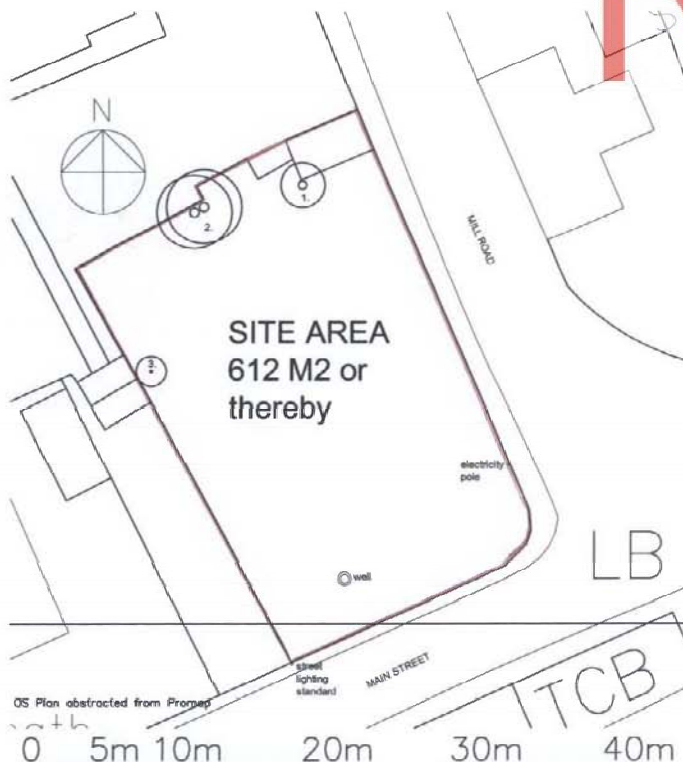 N
1.
2.
MILL ROAD
SITE AREA
612 M2 or
thereby
3.
electricity
pole
LB
well
street
lighting
standard
MAIN STREET
TCB
OS Plan abstracted from Promap
0 5m 10m 20m 30m 40m